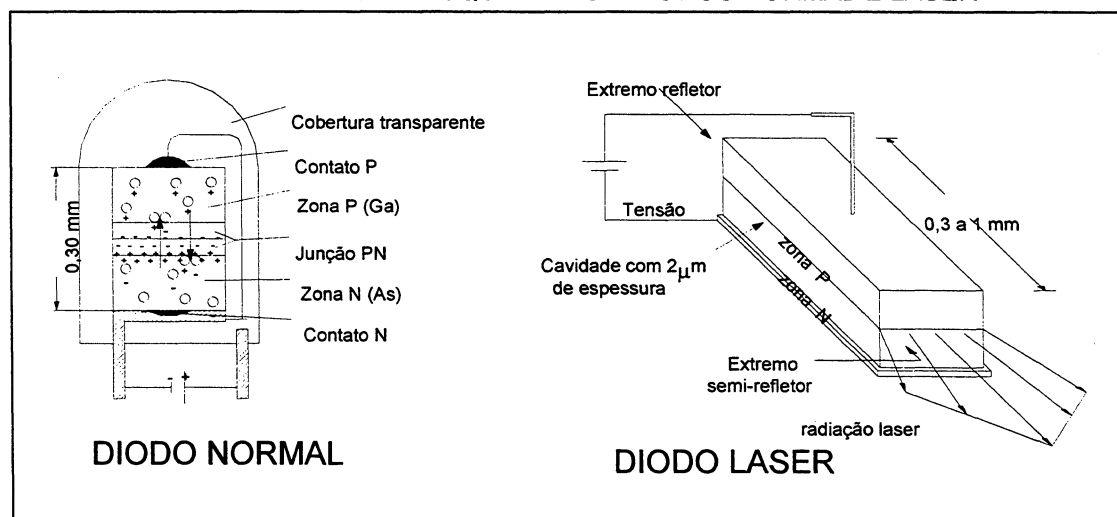 Cobertura transparente
Contato P
Zona P (Ga)
Junção PN
Zona N (As)
Contato N
0,30 mm
- +
DIODO NORMAL
Extremo refletor
Tensão
0,3 a 1 mm
Cavidade com 2μm
de espessura
zona P
zona N
Extremo
semi-refletor
radiação laser
DIODO LASER